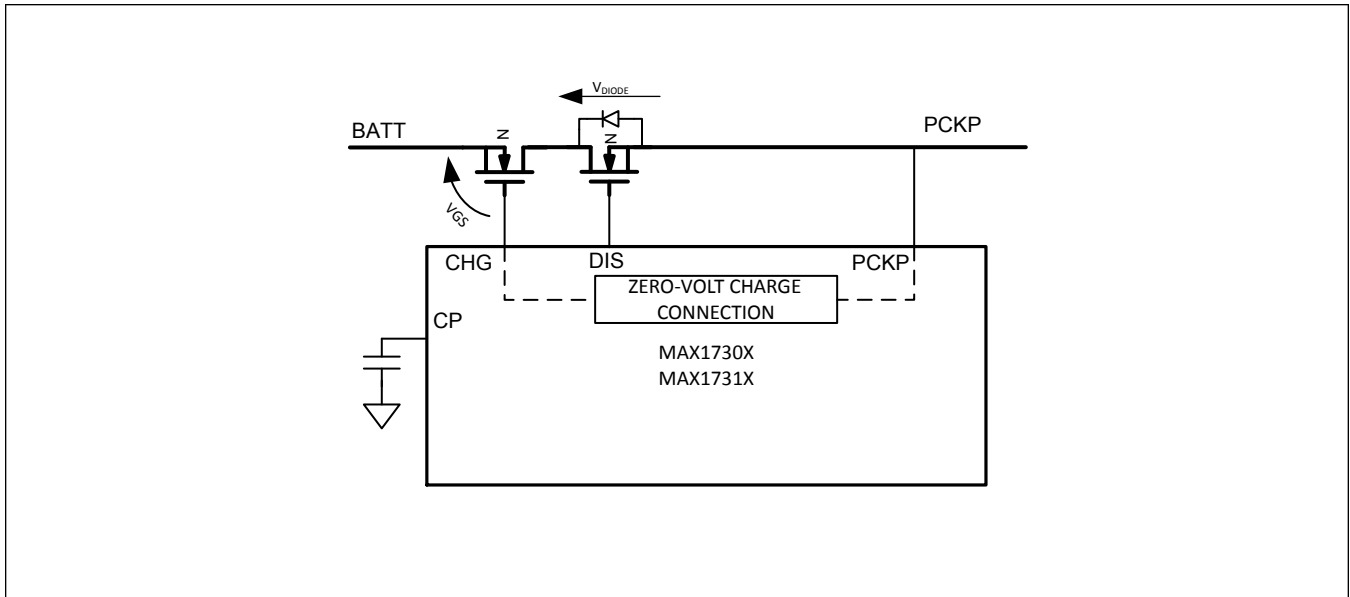 VDIODE
BATT
N
N
PCKP
VGS
CHG
DIS
PCKP
ZERO-VOLT CHARGE
CONNECTION
CP
MAX1730X
MAX1731X